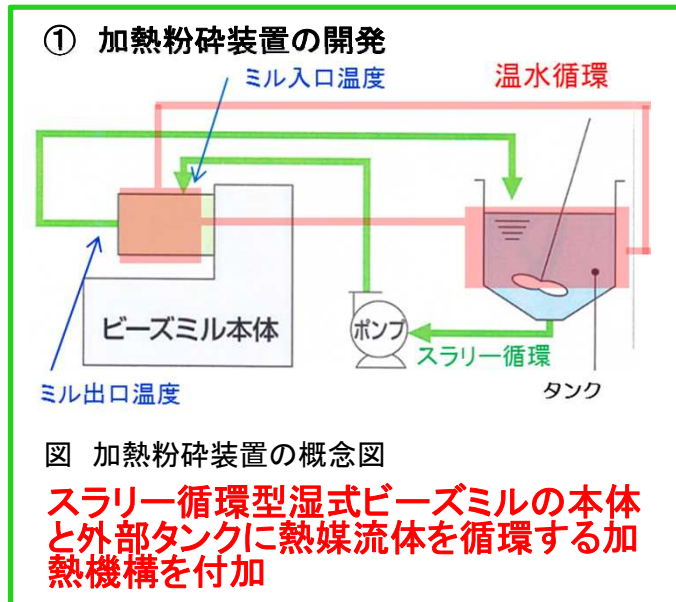 ① 加熱粉砕装置の開発
ミル入口温度
温水循環
ビーズミル本体
ポンプ
スラリー循環
ミル出口温度
タンク
図 加熱粉砕装置の概念図
スラリー循環型湿式ビーズミルの本体
と外部タンクに熱媒流体を循環する加
熱機構を付加